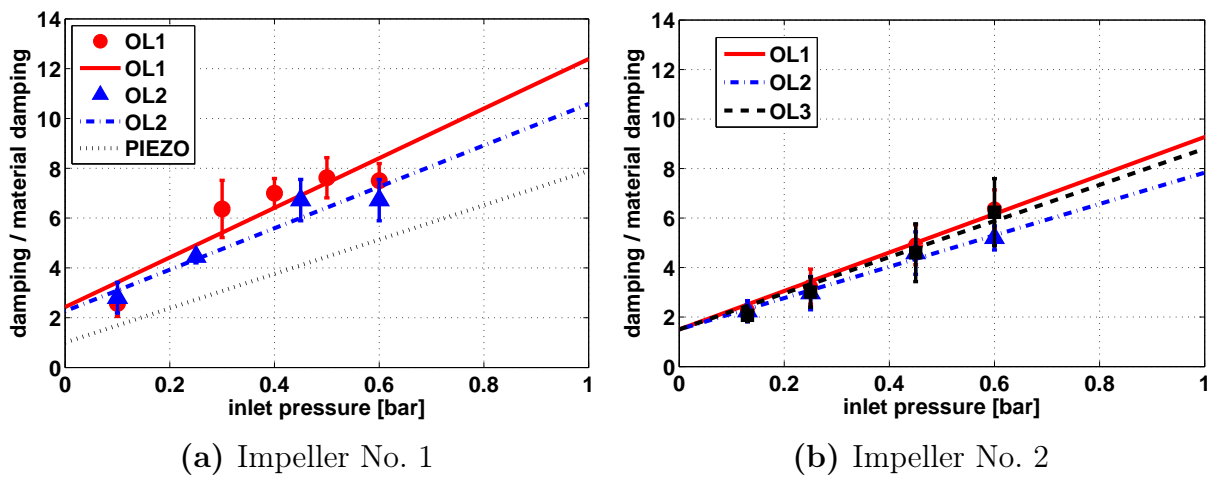 14
12
10
8
6
4
2
0
damping / material damping
OL1
OL1
OL2
OL2
PIEZO
0 0.2 0.4 0.6 0.8 1
inlet pressure [bar]
(a) Impeller No. 1
14
12
10
8
6
4
2
0
damping / material damping
OL1
OL2
OL3
0 0.2 0.4 0.6 0.8 1
inlet pressure [bar]
(b) Impeller No. 2